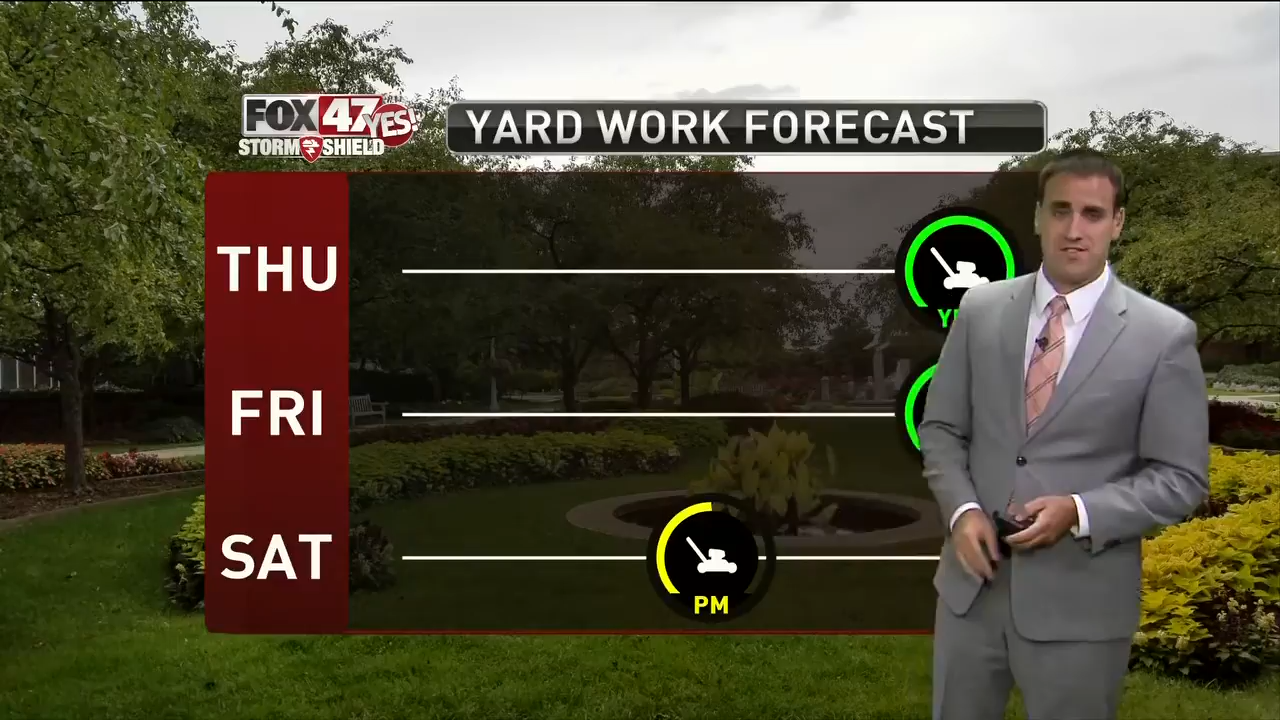 FOX 47 YES!
STORM SHIELD
YARD WORK FORECAST
THU
FRI
SAT
PM